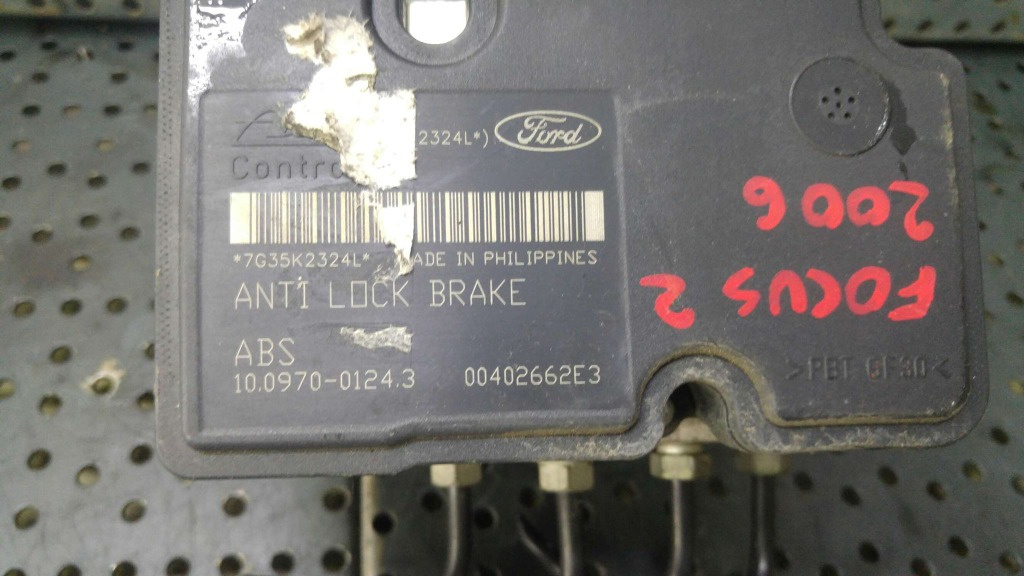 2324L*) Ford
Contro
*7G35K2324L* MADE IN PHILIPPINES
ANTI LOCK BRAKE
ABS
10.0970-0124.3 00402662E3
FOCUS 2
2006
>PBT GF30<